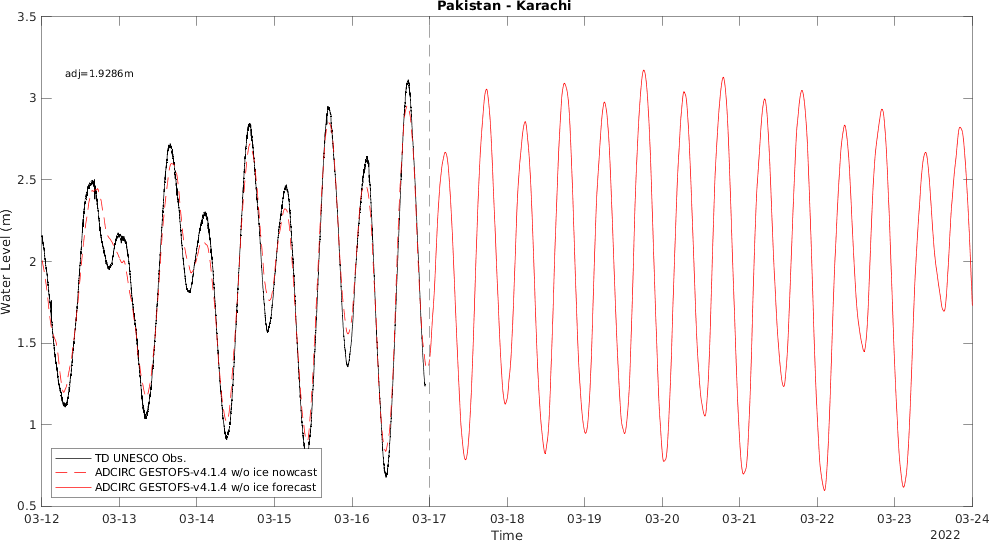 Pakistan - Karachi
3.5
3
2.5
2
1.5
1
0.5
Water Level (m)
adj=1.9286m
TD UNESCO Obs.
ADCIRC GESTOFS-v4.1.4 w/o ice nowcast
ADCIRC GESTOFS-v4.1.4 w/o ice forecast
03-12 03-13 03-14 03-15 03-16 03-17 03-18 03-19 03-20 03-21 03-22 03-23 03-24
Time
2022